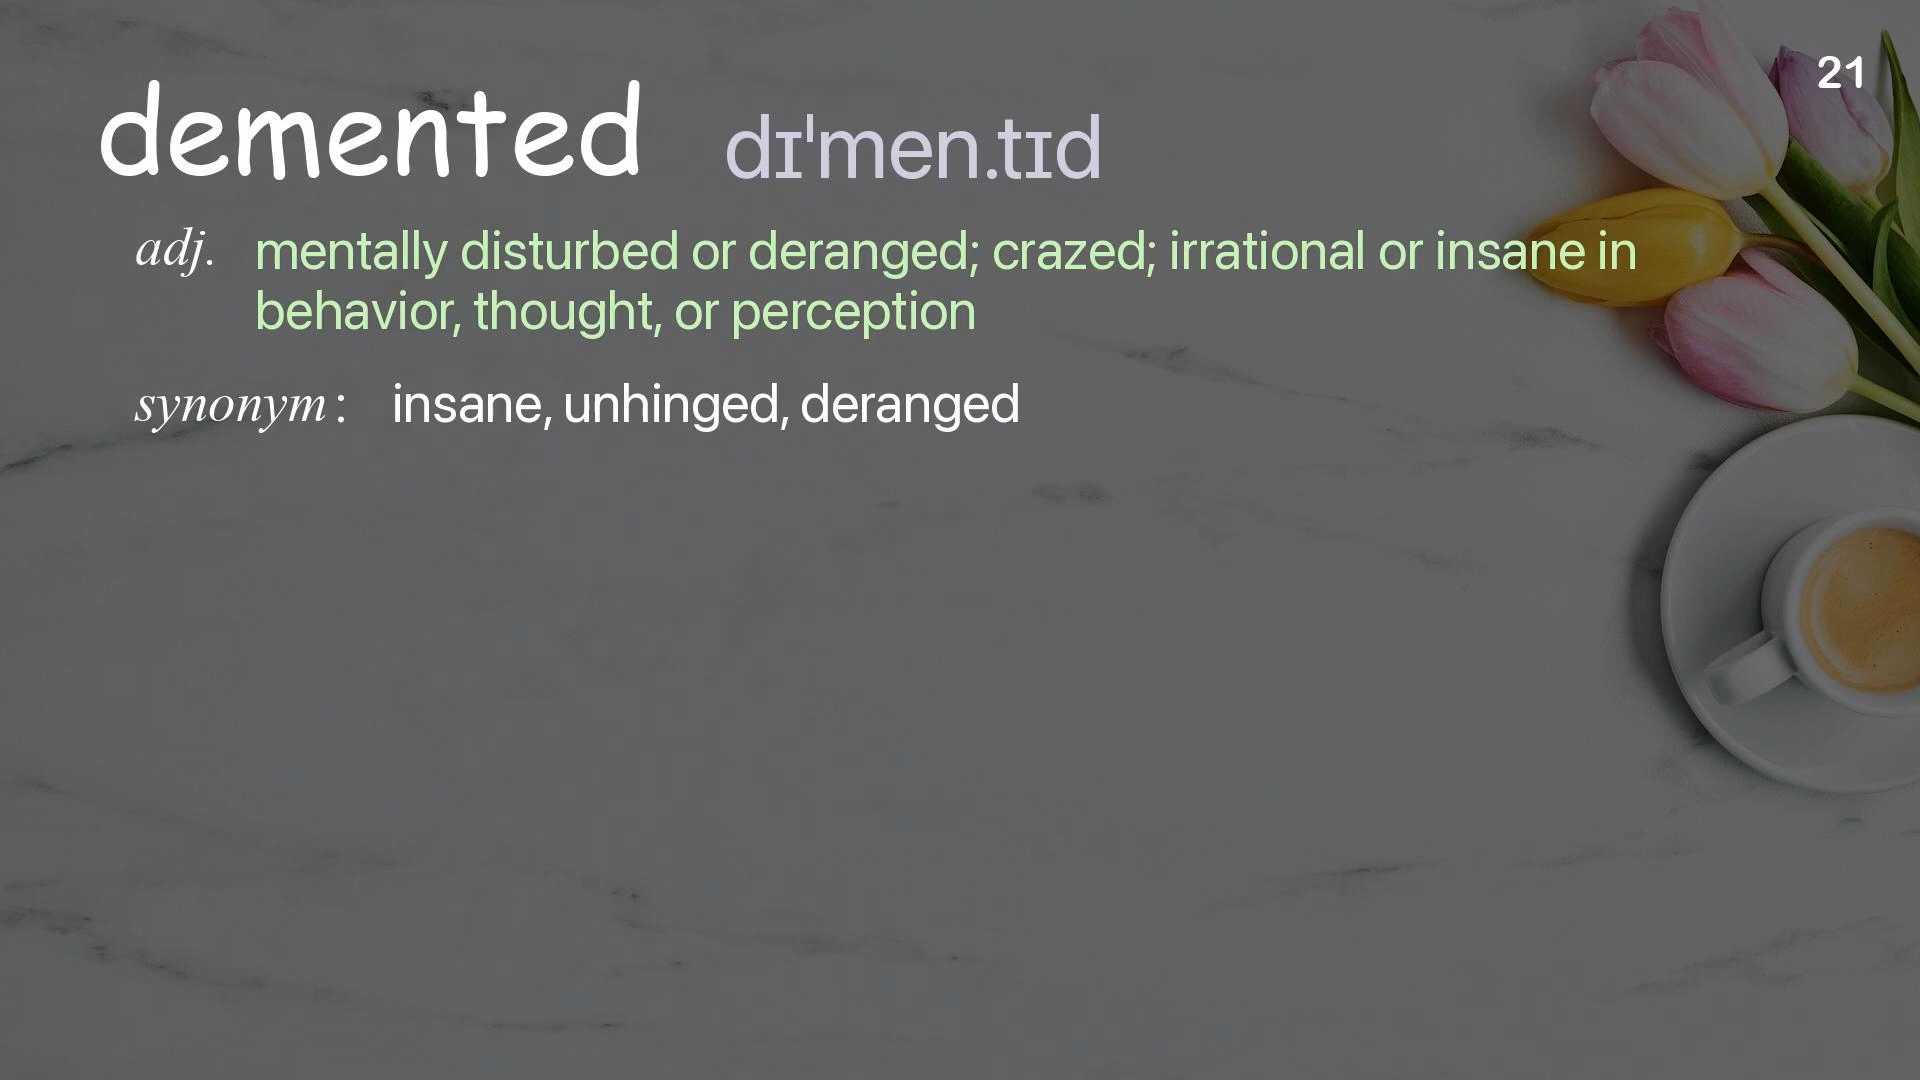 21
demented dɪˈmen.tɪd
adj. mentally disturbed or deranged; crazed; irrational or insane in
behavior, thought, or perception
synonym: insane, unhinged, deranged